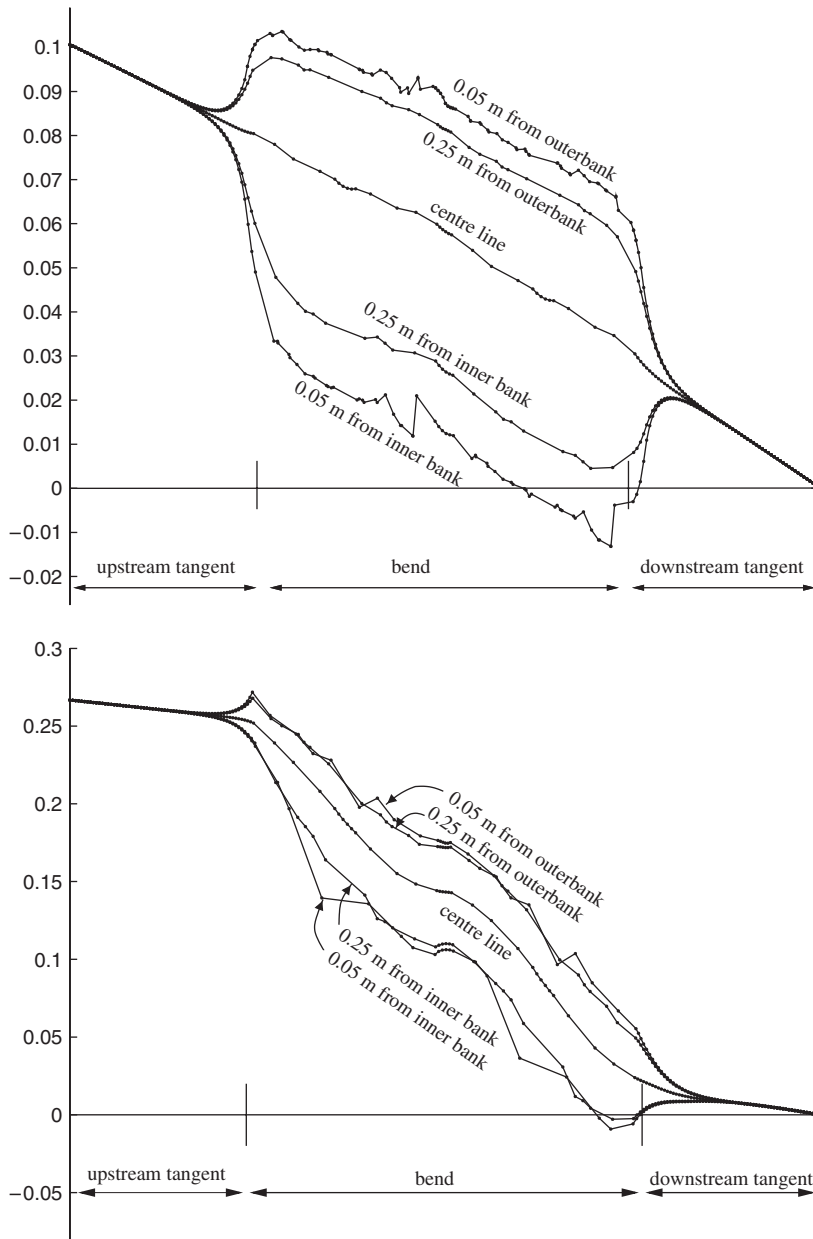 0.1
0.09
0.08
0.07
0.06
0.05
0.04
0.03
0.02
0.01
0
−0.01
−0.02
0.05 m from outerbank
0.25 m from outerbank
centre line
0.25 m from inner bank
0.05 m from inner bank
upstream tangent
bend
downstream tangent
0.3
0.25
0.2
0.15
0.1
0.05
0
−0.05
0.05 m from outerbank
0.25 m from outerbank
centre line
0.25 m from inner bank
0.05 m from inner bank
upstream tangent
bend
downstream tangent